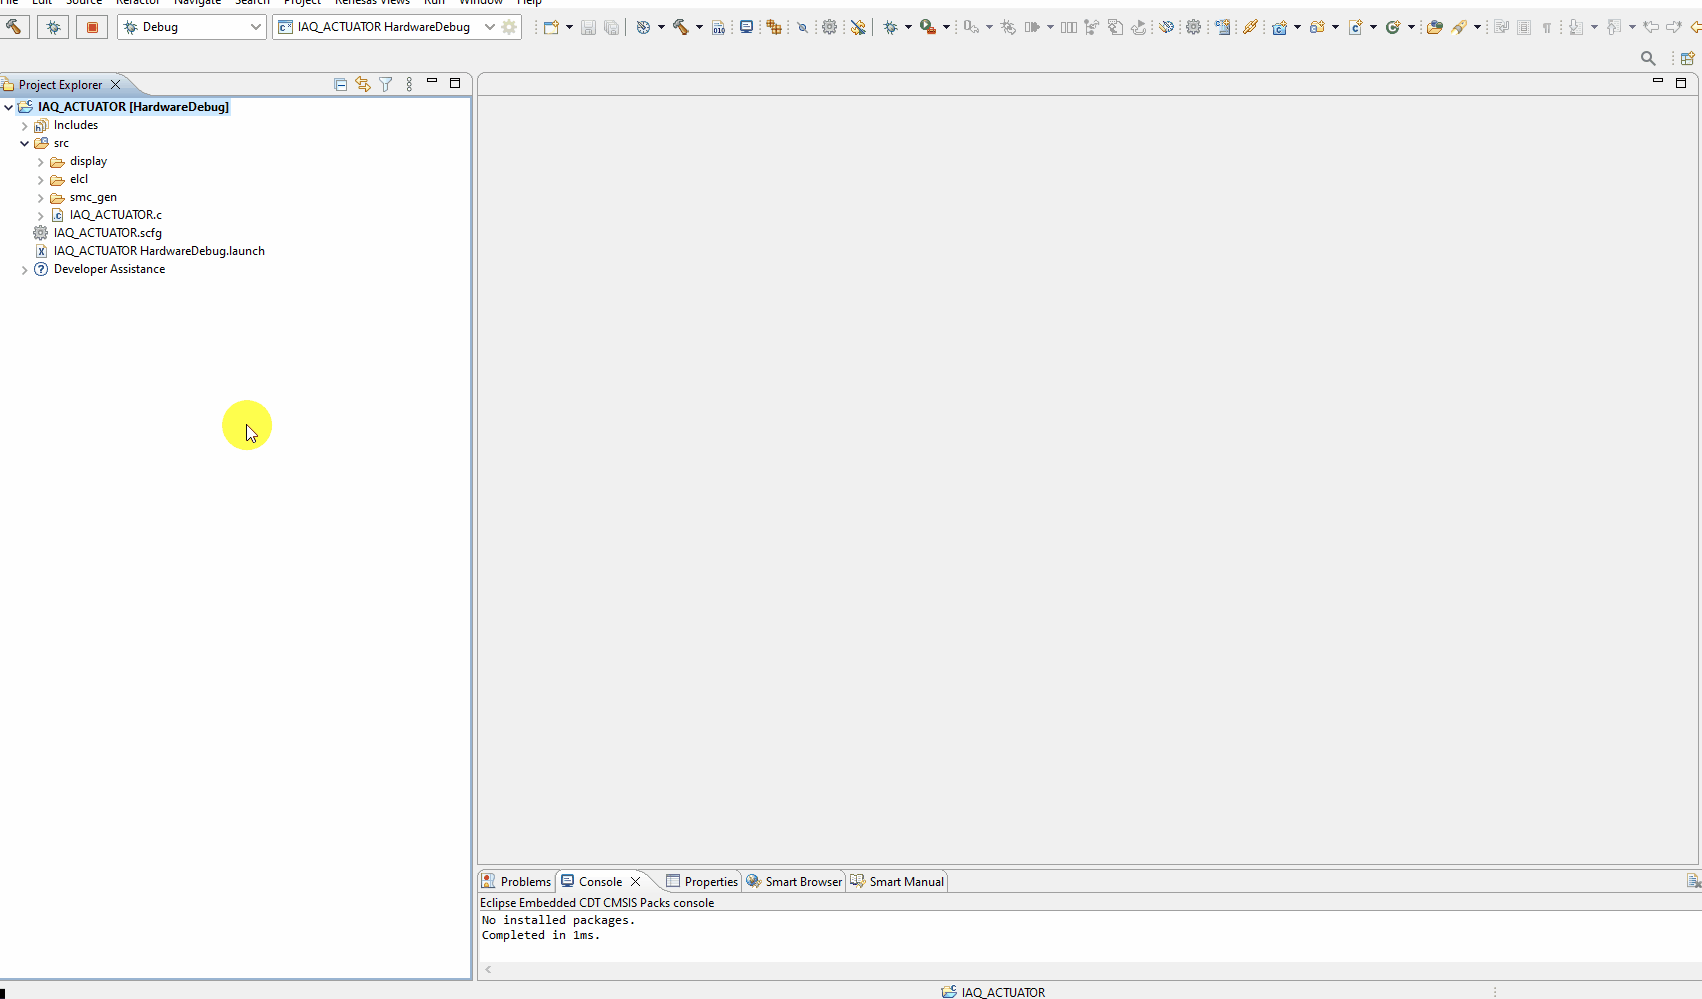 File Edit Source Refactor Navigate Search Project Renesas Views Run Window Help
Debug IAQ_ACTUATOR HardwareDebug
Project Explorer
IAQ_ACTUATOR [HardwareDebug]
Includes
src
display
elcl
smc_gen
IAQ_ACTUATOR.c
IAQ_ACTUATOR.scfg
IAQ_ACTUATOR HardwareDebug.launch
Developer Assistance
Problems Console Properties Smart Browser Smart Manual
Eclipse Embedded CDT CMSIS Packs console
No installed packages.
Completed in 1ms.
IAQ_ACTUATOR